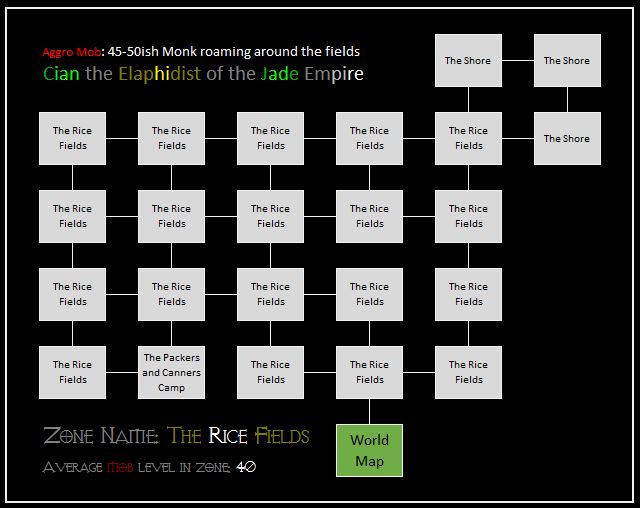 Aggro Mob: 45-50ish Monk roaming around the fields
Cian the Elaphidist of the Jade Empire
The Shore
The Shore
The Rice
Fields
The Rice
Fields
The Rice
Fields
The Rice
Fields
The Rice
Fields
The Shore
The Rice
Fields
The Rice
Fields
The Rice
Fields
The Rice
Fields
The Rice
Fields
The Rice
Fields
The Rice
Fields
The Rice
Fields
The Rice
Fields
The Rice
Fields
The Rice
Fields
The Packers
and Canners
Camp
The Rice
Fields
The Rice
Fields
The Rice
Fields
World
Map
Zone Name: The Rice Fields
Average Mob level in zone: 40